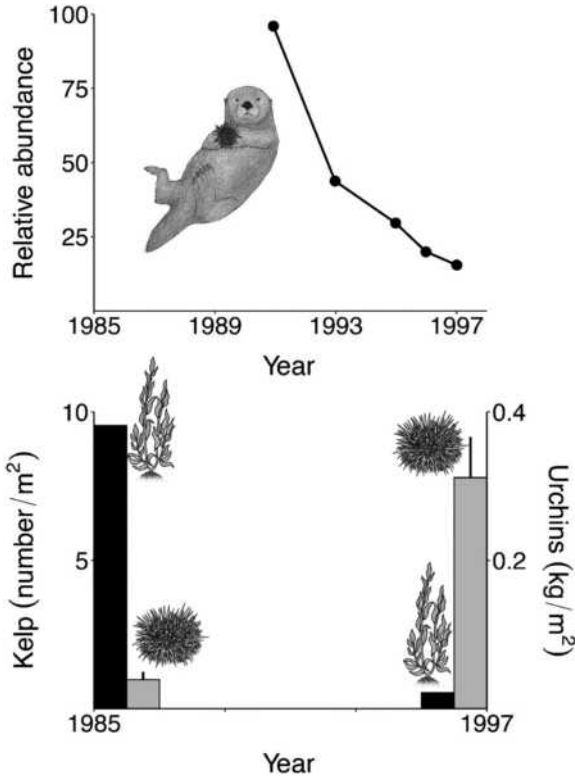 100
75
50
25
Relative abundance
1985 1989 1993 1997
Year
10
5
Kelp (number/m²)
0.4
0.2
Urchins (kg/m²)
1985 1997
Year